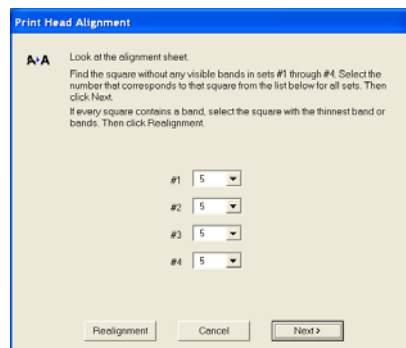 Print Head Alignment
A▸A
Look at the alignment sheet.
Find the square without any visible bands in sets #1 through #4. Select the
number that corresponds to that square from the list below for all sets. Then
click Next.
If every square contains a band, select the square with the thinnest band or
bands. Then click Realignment.
#1 5
#2 5
#3 5
#4 5
Realignment Cancel Next >